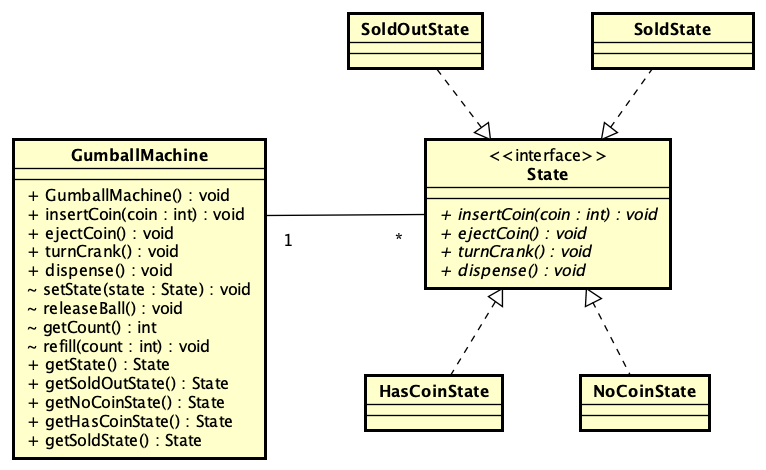 SoldOutState
SoldState
GumballMachine
+ GumballMachine() : void
+ insertCoin(coin : int) : void
+ ejectCoin() : void
+ turnCrank() : void
+ dispense() : void
~ setState(state : State) : void
~ releaseBall() : void
~ getCount() : int
~ refill(count : int) : void
+ getState() : State
+ getSoldOutState() : State
+ getNoCoinState() : State
+ getHasCoinState() : State
+ getSoldState() : State
1
*
<<interface>>
State
+ insertCoin(coin : int) : void
+ ejectCoin() : void
+ turnCrank() : void
+ dispense() : void
HasCoinState
NoCoinState